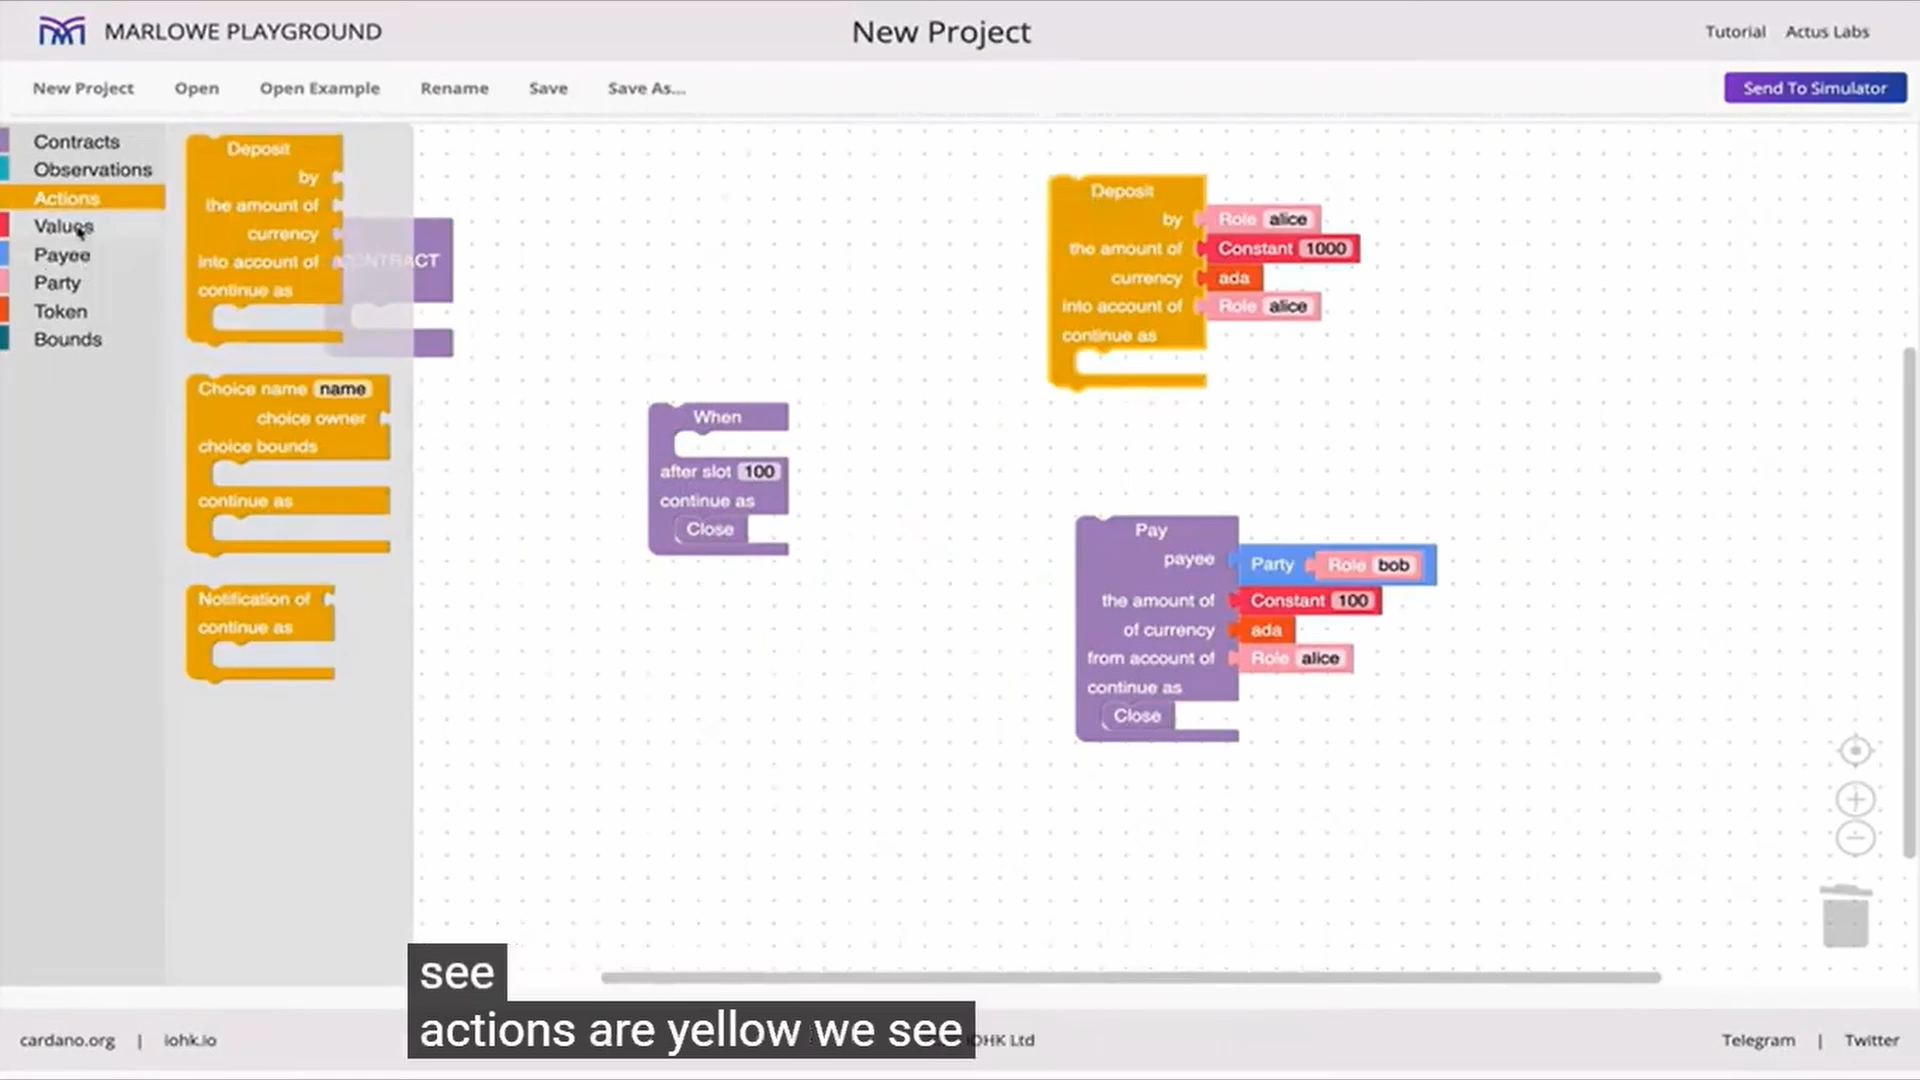 MARLOWE PLAYGROUND
New Project
Tutorial
Actus Labs
New Project
Open
Open Example
Rename
Save
Save As...
Send To Simulator
Contracts
Observations
Actions
Values
Payee
Party
Token
Bounds
Deposit
by
the amount of
currency
into account of
continue as
CONTRACT
Choice name name
choice owner
choice bounds
continue as
Notification of
continue as
When
after slot 100
continue as
Close
Deposit
by Role alice
the amount of Constant 1000
currency ada
into account of Role alice
continue as
Pay
payee Party Role bob
the amount of Constant 100
of currency ada
from account of Role alice
continue as
Close
see
actions are yellow we see
cardano.org | iohk.io
OHK Ltd
Telegram | Twitter